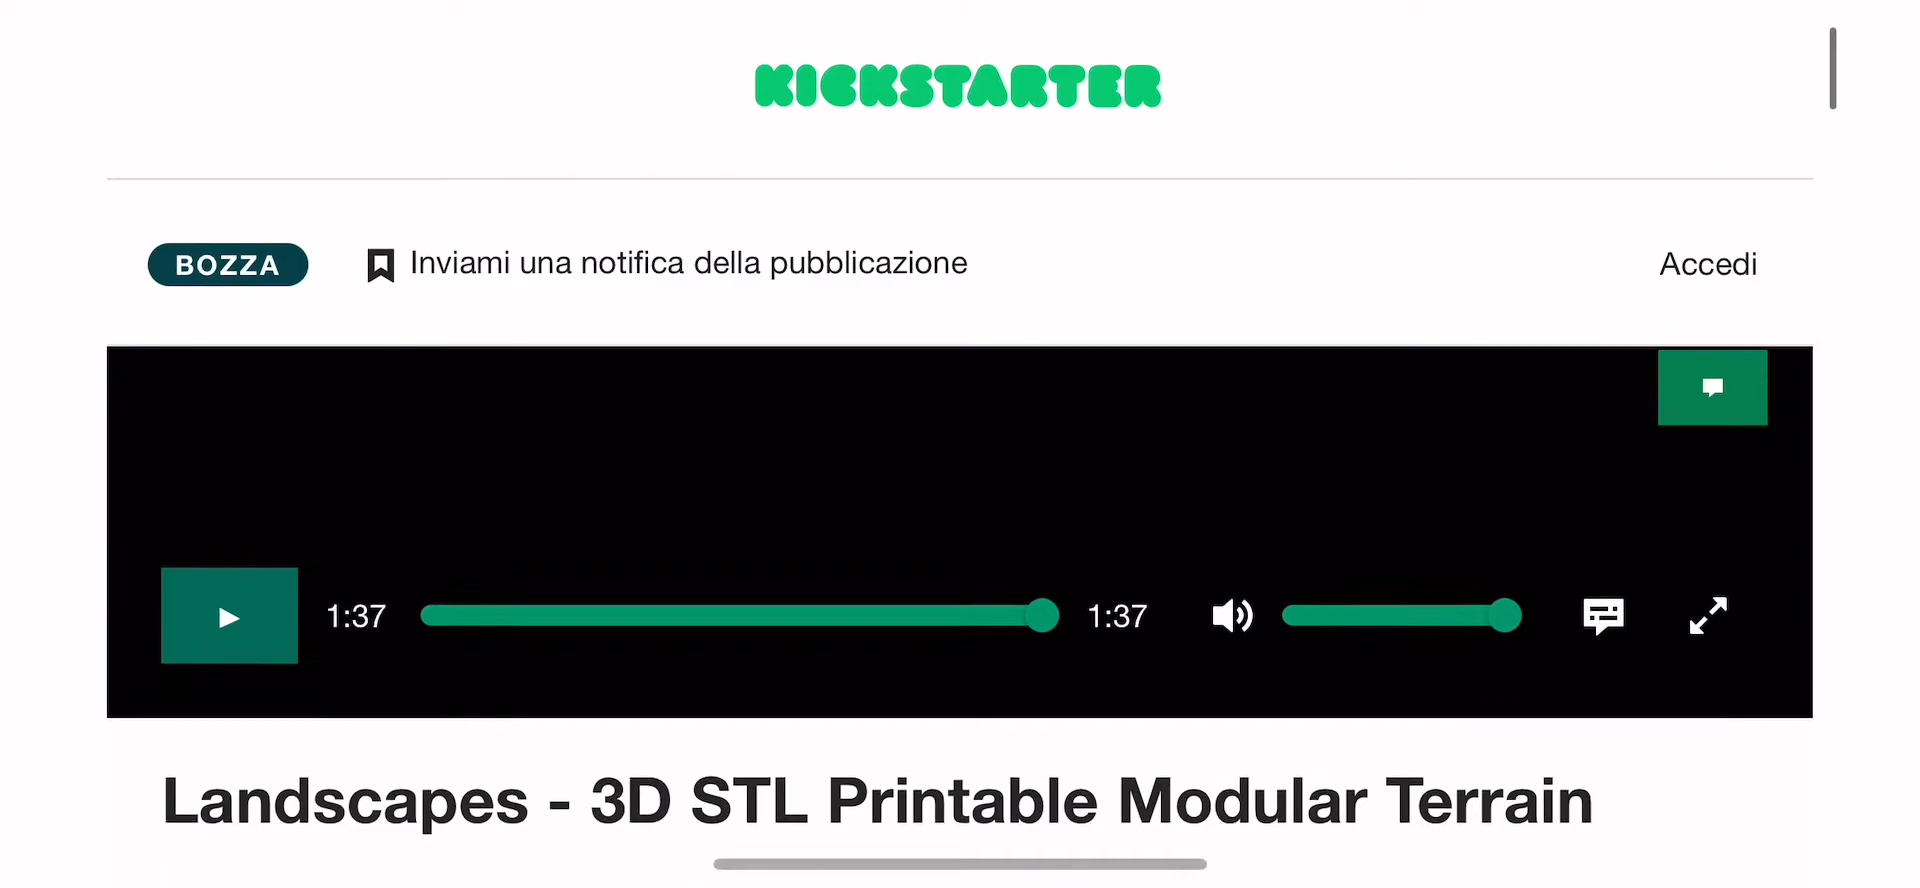 KICKSTARTER
BOZZA Inviami una notifica della pubblicazione Accedi
1:37 1:37
Landscapes - 3D STL Printable Modular Terrain